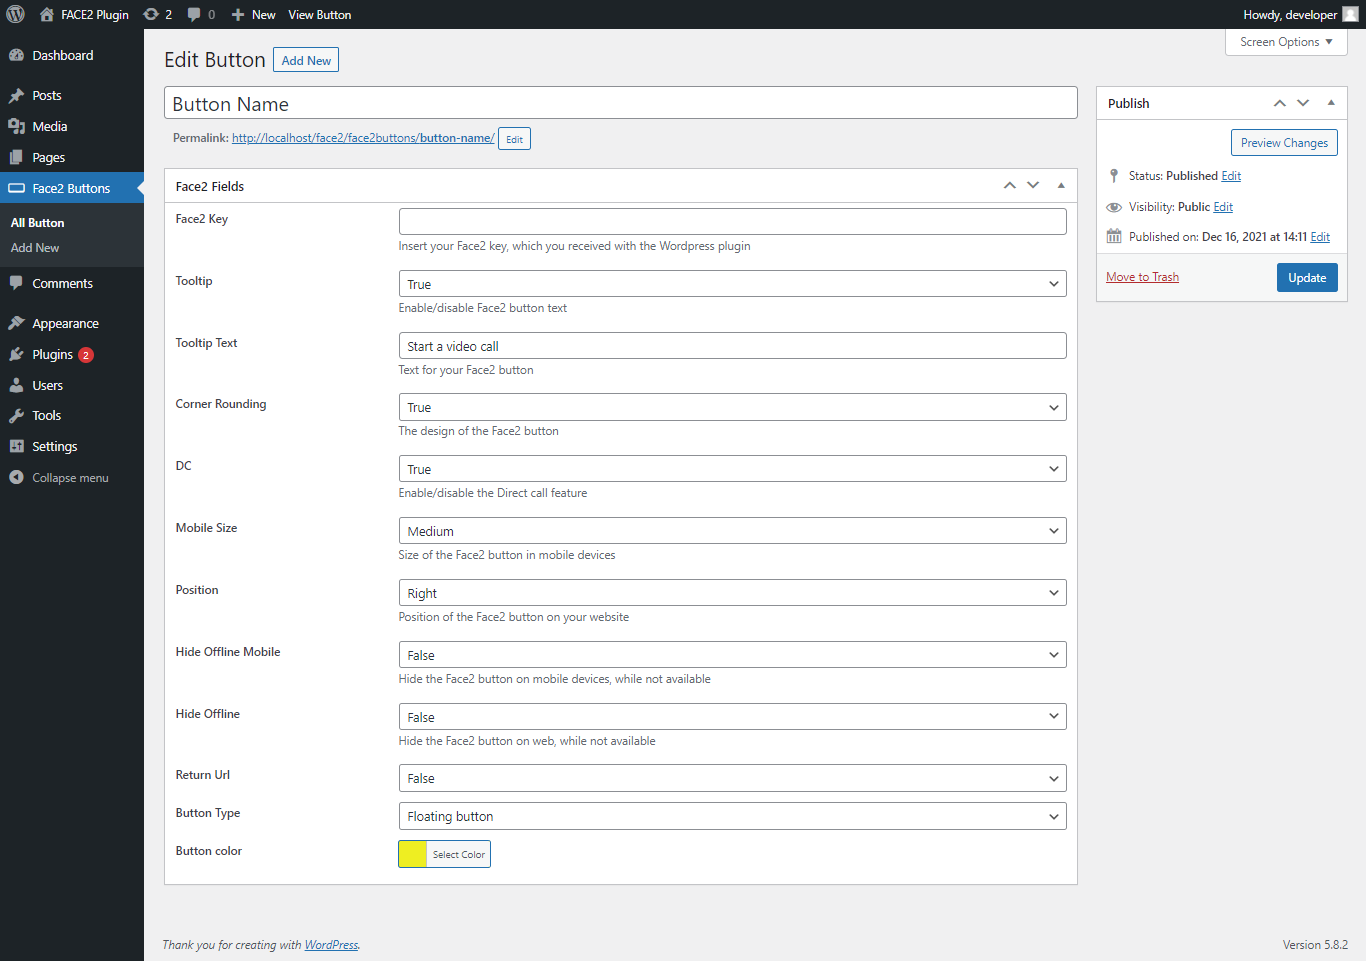 FACE2 Plugin 2 0 New View Button Howdy, developer
Screen Options
Dashboard
Posts
Media
Pages
Face2 Buttons
All Button
Add New
Comments
Appearance
Plugins 2
Users
Tools
Settings
Collapse menu
Edit Button Add New
Button Name
Permalink: http://localhost/face2/face2buttons/button-name/ Edit
Face2 Fields
Face2 Key
Insert your Face2 key, which you received with the Wordpress plugin
Tooltip True
Enable/disable Face2 button text
Tooltip Text Start a video call
Text for your Face2 button
Corner Rounding True
The design of the Face2 button
DC True
Enable/disable the Direct call feature
Mobile Size Medium
Size of the Face2 button in mobile devices
Position Right
Position of the Face2 button on your website
Hide Offline Mobile False
Hide the Face2 button on mobile devices, while not available
Hide Offline False
Hide the Face2 button on web, while not available
Return Url False
Button Type Floating button
Button color Select Color
Publish
Preview Changes
Status: Published Edit
Visibility: Public Edit
Published on: Dec 16, 2021 at 14:11 Edit
Move to Trash Update
Thank you for creating with WordPress. Version 5.8.2